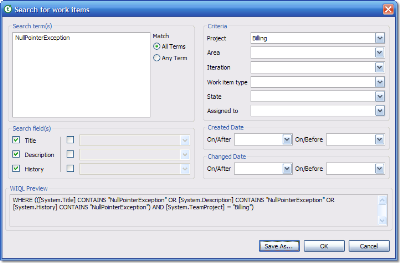 Search for work items
Search term(s)
NullPointerException
Match
All Terms
Any Term
Criteria
Project Billing
Area
Iteration
Work item type
State
Assigned to
Search field(s)
Title
Description
History
Created Date
On/After On/Before
Changed Date
On/After On/Before
WIQL Preview
WHERE (([System.Title] CONTAINS "NullPointerException" OR [System.Description] CONTAINS "NullPointerException" OR
[System.History] CONTAINS "NullPointerException") AND [System.TeamProject] = "Billing")
Save As... OK Cancel